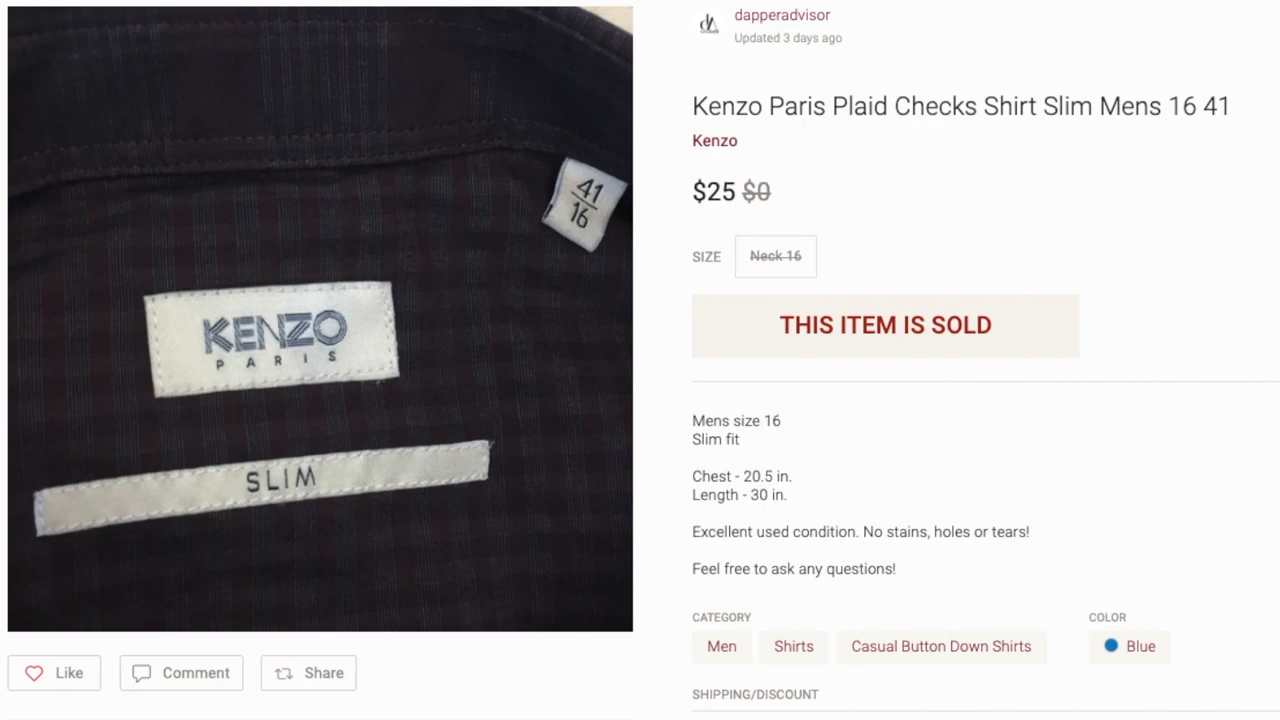 41
16
KENZO
PARIS
SLIM
Like
Comment
Share
dA
dapperadvisor
Updated 3 days ago
Kenzo Paris Plaid Checks Shirt Slim Mens 16 41
Kenzo
$25 $0
SIZE Neck 16
THIS ITEM IS SOLD
Mens size 16
Slim fit
Chest - 20.5 in.
Length - 30 in.
Excellent used condition. No stains, holes or tears!
Feel free to ask any questions!
CATEGORY
Men Shirts Casual Button Down Shirts
COLOR
Blue
SHIPPING/DISCOUNT